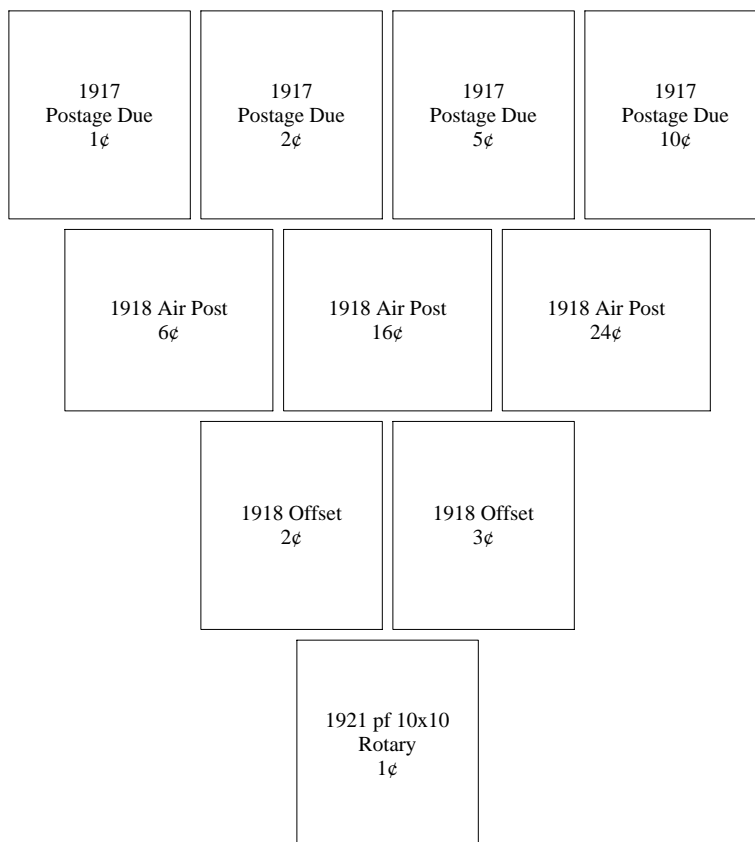 1917
Postage Due
1¢
1917
Postage Due
2¢
1917
Postage Due
5¢
1917
Postage Due
10¢
1918 Air Post
6¢
1918 Air Post
16¢
1918 Air Post
24¢
1918 Offset
2¢
1918 Offset
3¢
1921 pf 10x10
Rotary
1¢